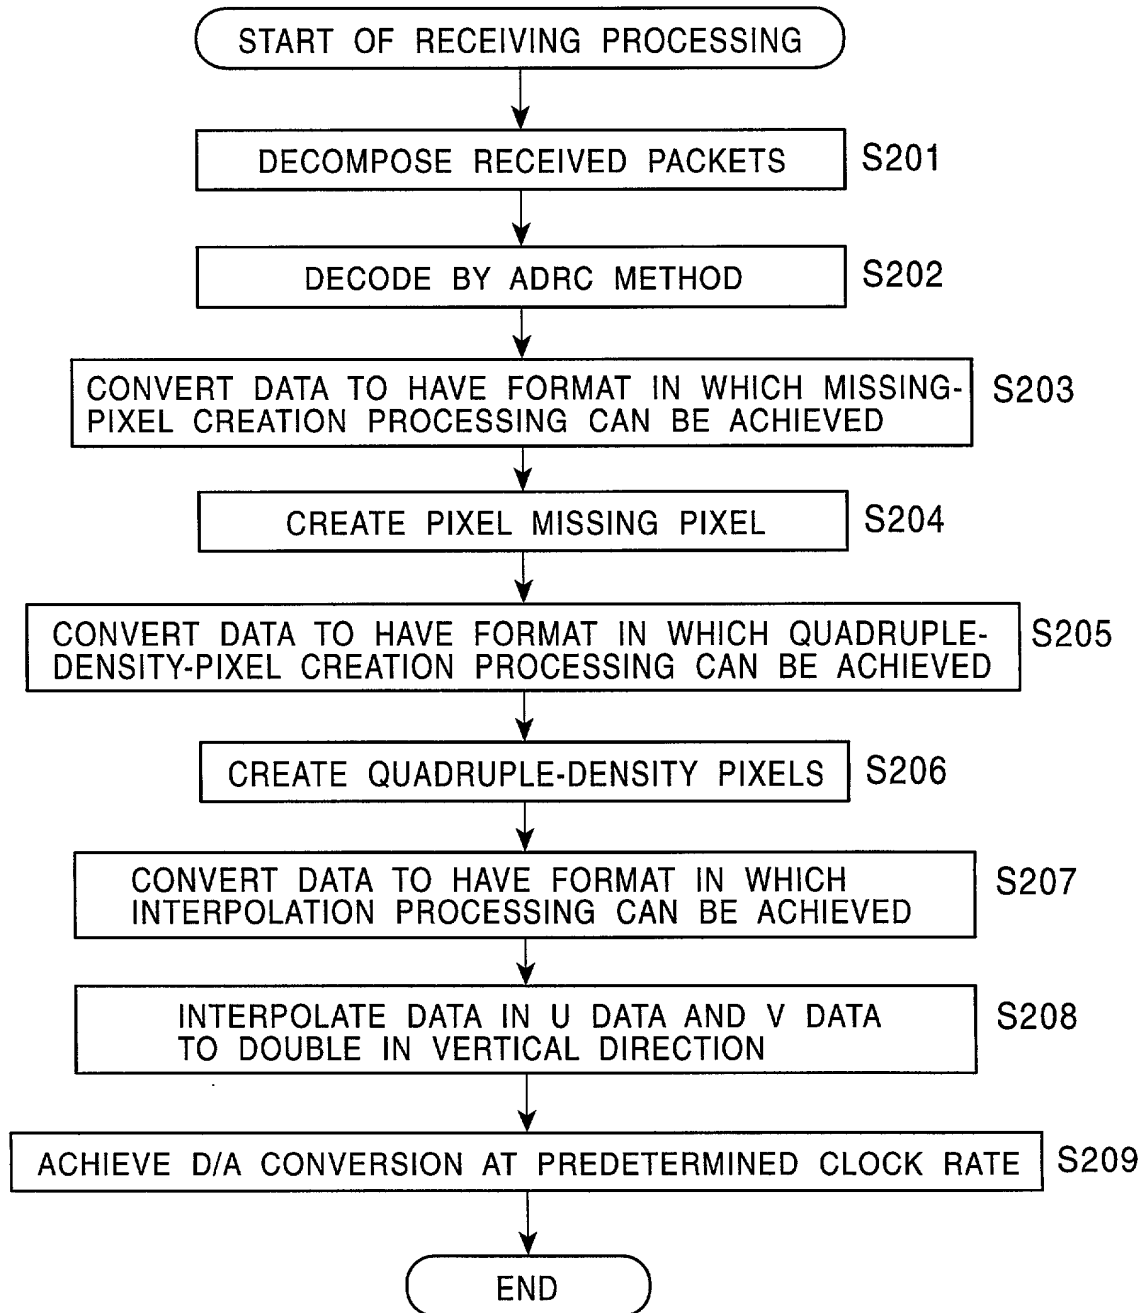 START OF RECEIVING PROCESSING
DECOMPOSE RECEIVED PACKETS
S201
DECODE BY ADRC METHOD
S202
CONVERT DATA TO HAVE FORMAT IN WHICH MISSING-
PIXEL CREATION PROCESSING CAN BE ACHIEVED
S203
CREATE PIXEL MISSING PIXEL
S204
CONVERT DATA TO HAVE FORMAT IN WHICH QUADRUPLE-
DENSITY-PIXEL CREATION PROCESSING CAN BE ACHIEVED
S205
CREATE QUADRUPLE-DENSITY PIXELS
S206
CONVERT DATA TO HAVE FORMAT IN WHICH
INTERPOLATION PROCESSING CAN BE ACHIEVED
S207
INTERPOLATE DATA IN U DATA AND V DATA
TO DOUBLE IN VERTICAL DIRECTION
S208
ACHIEVE D/A CONVERSION AT PREDETERMINED CLOCK RATE
S209
END